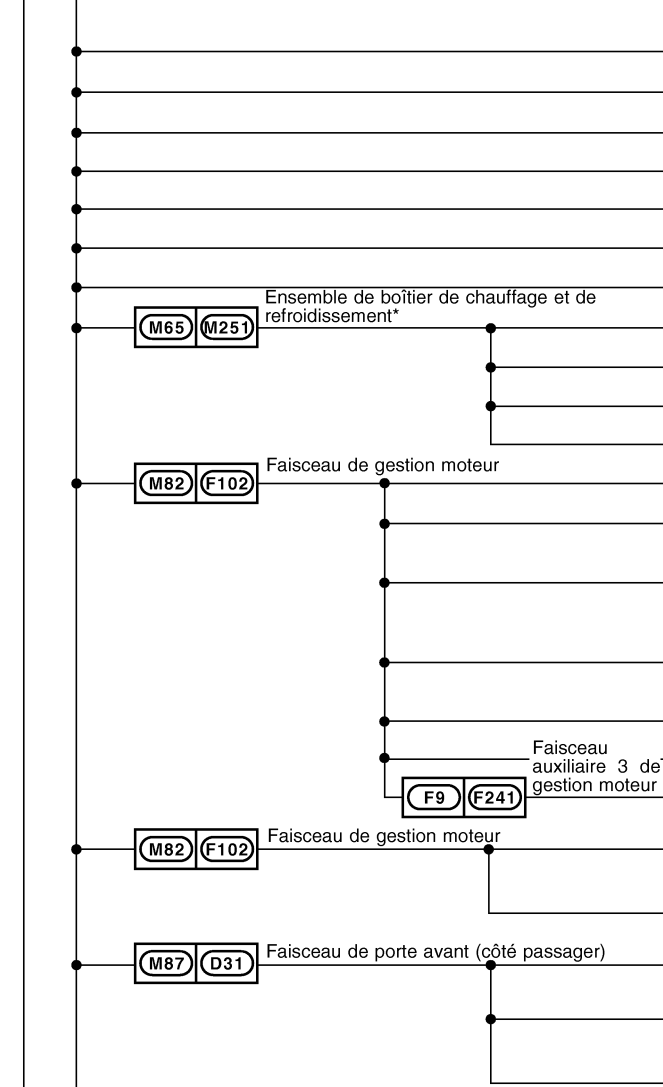 Ensemble de boîtier de chauffage et de
refroidissement*
M65 M251
Faisceau de gestion moteur
M82 F102
Faisceau
auxiliaire 3 de
gestion moteur
F9 F241
Faisceau de gestion moteur
M82 F102
Faisceau de porte avant (côté passager)
M87 D31